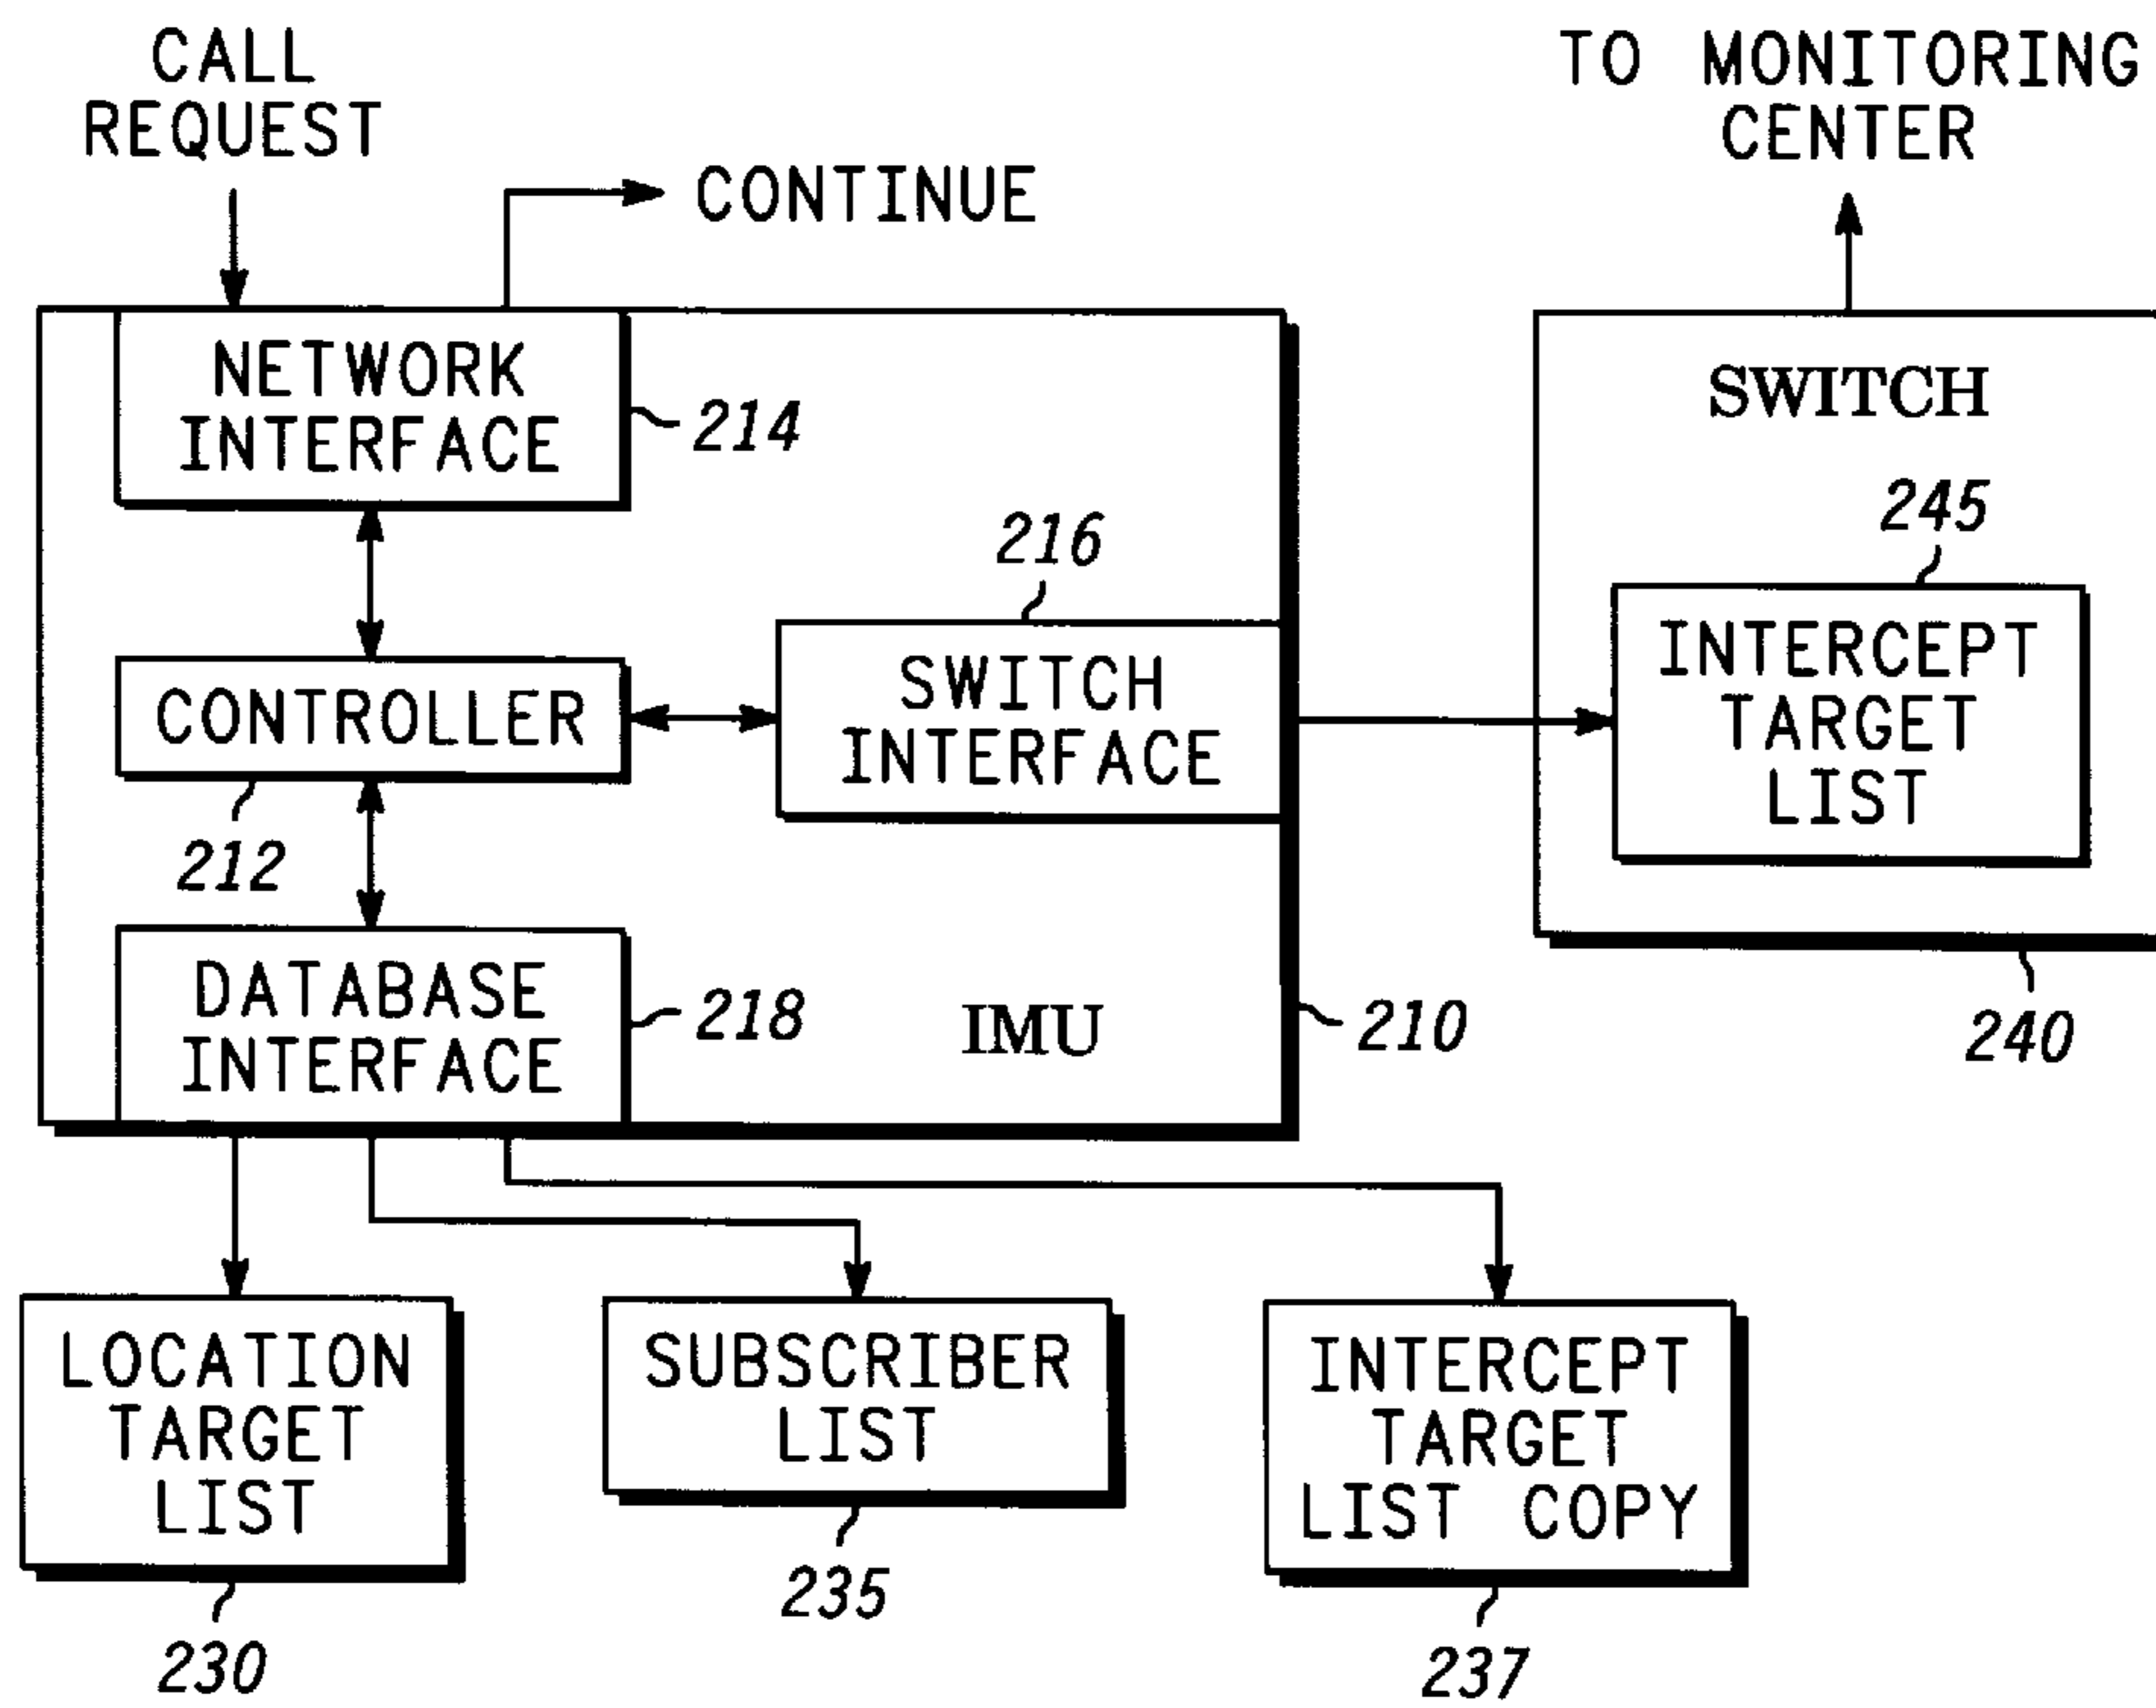 CALL
REQUEST
TO MONITORING
CENTER
CONTINUE
NETWORK
INTERFACE
214
SWITCH
245
216
INTERCEPT
TARGET
LIST
SWITCH
INTERFACE
CONTROLLER
212
DATABASE
INTERFACE
218
IMU
210
240
LOCATION
TARGET
LIST
230
SUBSCRIBER
LIST
235
INTERCEPT
TARGET
LIST COPY
237